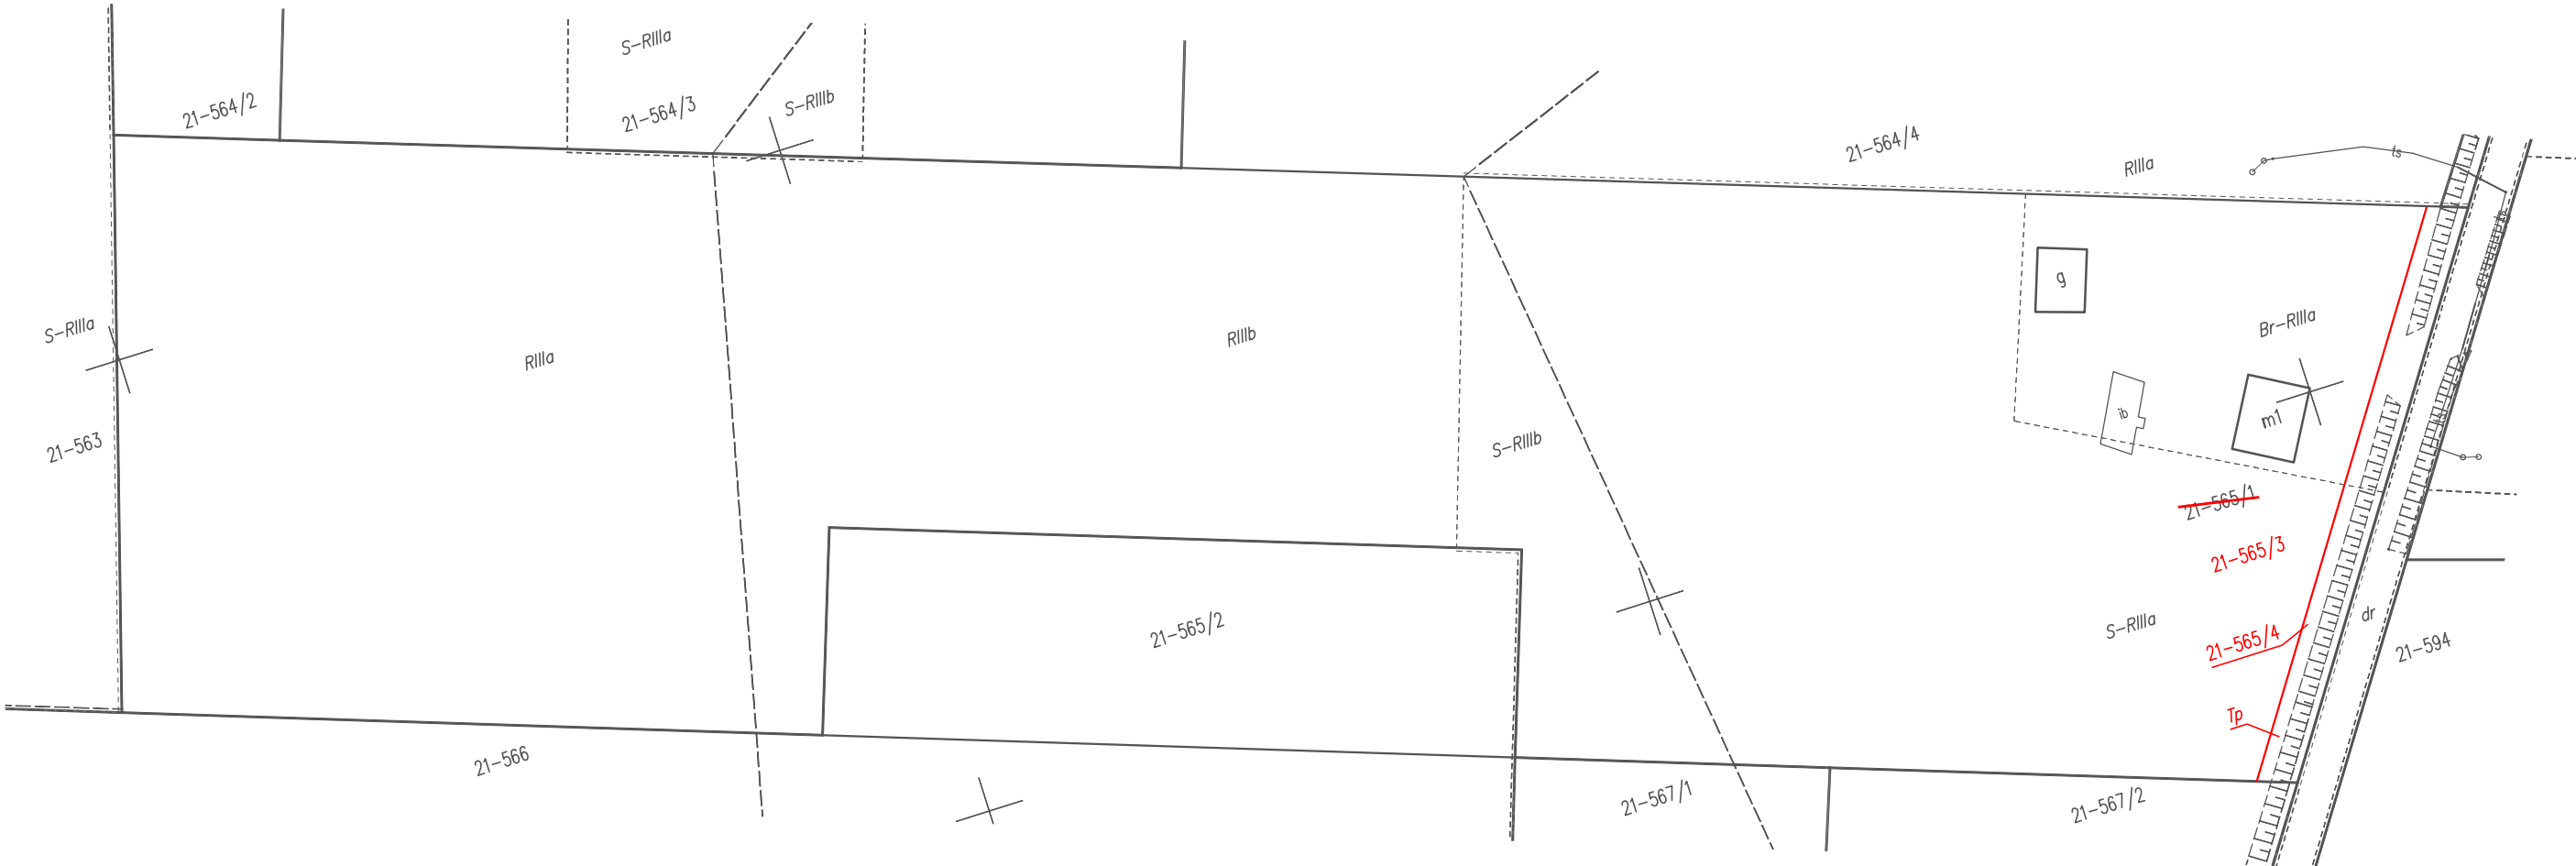 S-RIIIa
21-564/2
21-564/3
S-RIIIb
21-564/4
RIIIa
ts
g
S-RIIIa
RIIIa
RIIIb
Br-RIIIa
21-563
S-RIIIb
ib
m1
21-565/1
21-565/3
21-565/2
S-RIIIa
21-565/4
dr
21-594
Tp
21-566
21-567/1
21-567/2